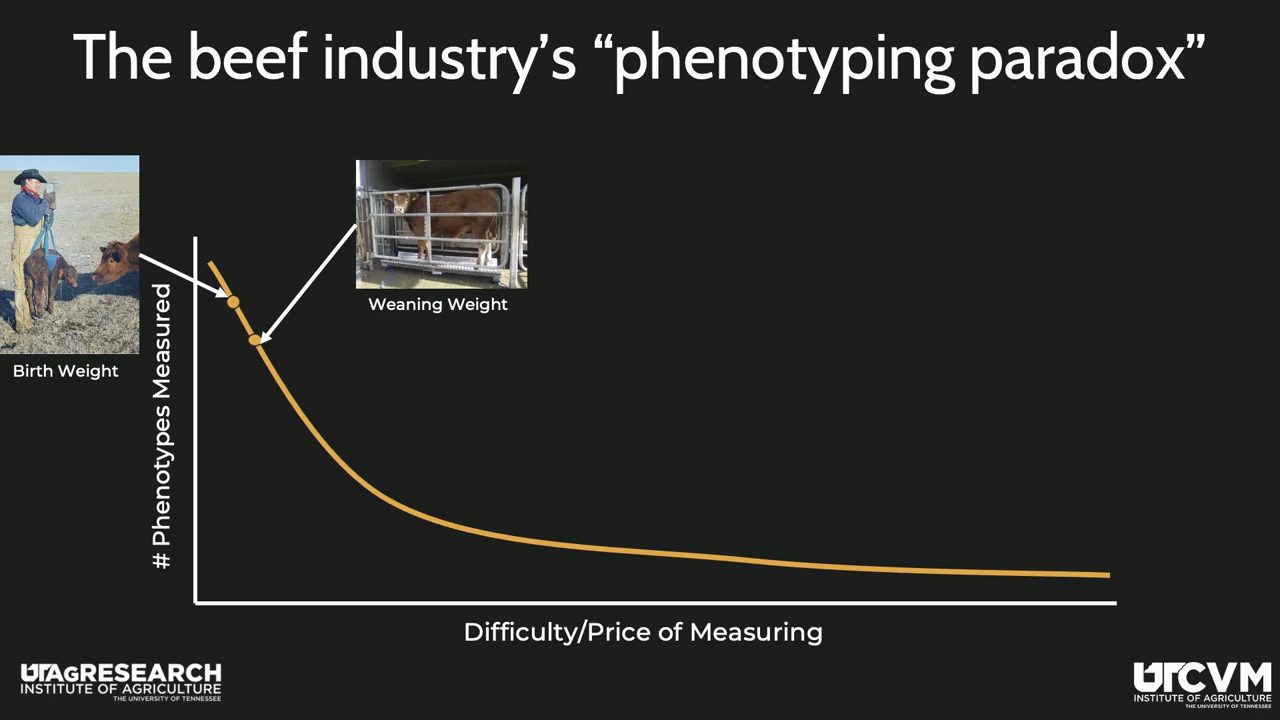 The beef industry's “phenotyping paradox”
Weaning Weight
Birth Weight
# Phenotypes Measured
Difficulty/Price of Measuring
UTAGRESEARCH
INSTITUTE OF AGRICULTURE
THE UNIVERSITY OF TENNESSEE
UTCVM
INSTITUTE OF AGRICULTURE
THE UNIVERSITY OF TENNESSEE